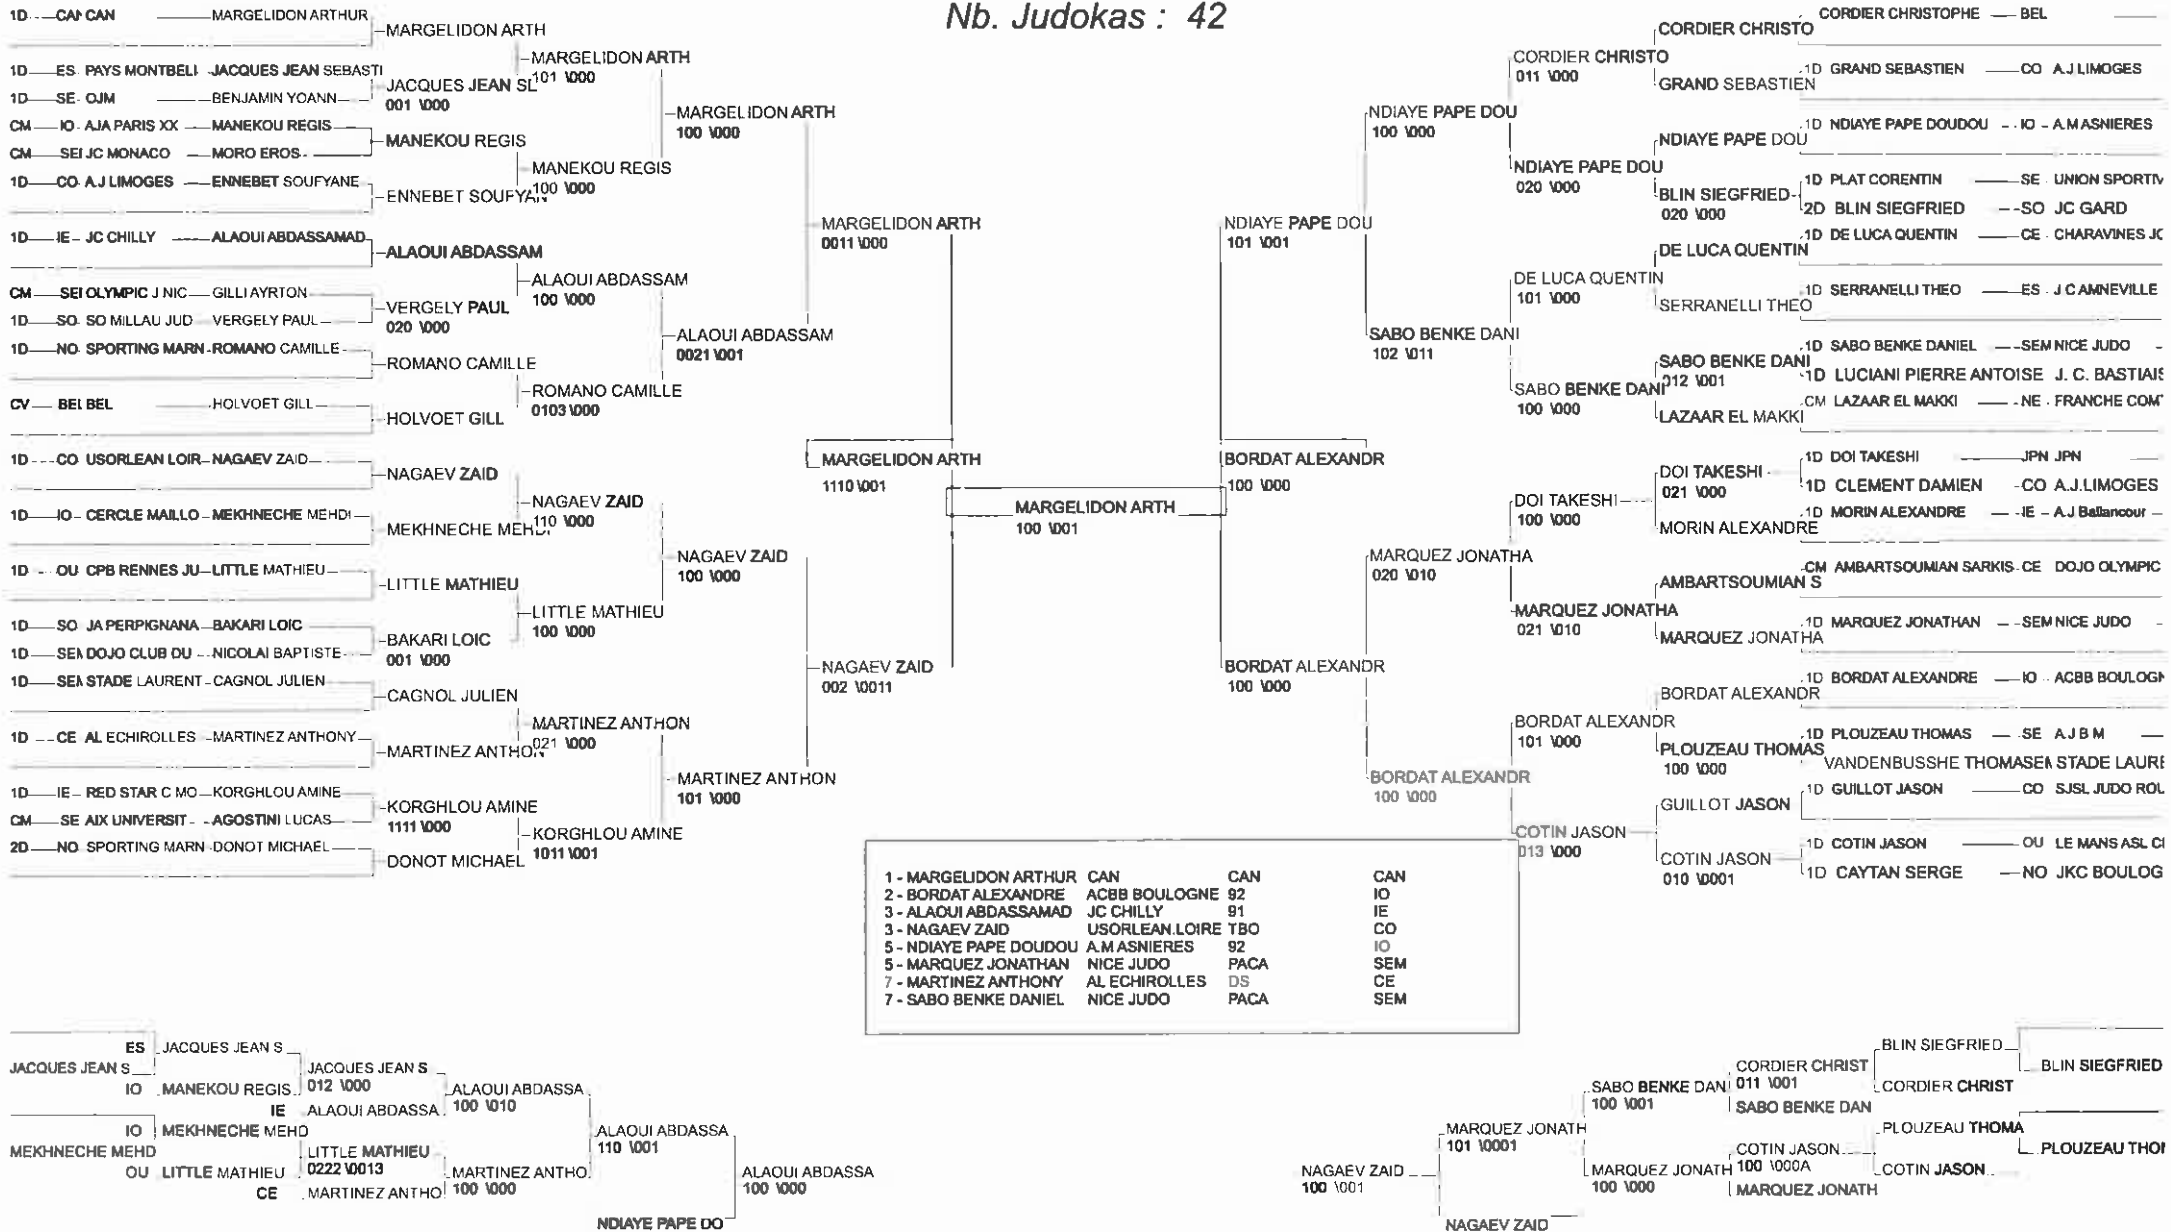 Nb. Judokas : 42
1D CAN CAN MARGELIDON ARTHUR
MARGELIDON ARTH
MARGELIDON ARTH
101 \000
1D ES PAYS MONTBELI JACQUES JEAN SEBASTI
JACQUES JEAN SE
001 \000
1D SE OJM BENJAMIN YOANN
MARGELIDON ARTH
100 \000
CM IO AJA PARIS XX MANEKOU REGIS
MANEKOU REGIS
CM SEI JC MONACO MORO EROS
MANEKOU REGIS
100 \000
1D CO A.J LIMOGES ENNEBET SOUFYANE
ENNEBET SOUFYAN
MARGELIDON ARTH
0011 \000
1D IE JC CHILLY ALAOUI ABDASSAMAD
ALAOUI ABDASSAM
ALAOUI ABDASSAM
100 \000
CM SEI OLYMPIC J NIC GILLI AYRTON
VERGELY PAUL
020 \000
1D SO SO MILLAU JUD VERGELY PAUL
ALAOUI ABDASSAM
0021 \001
1D NO SPORTING MARN ROMANO CAMILLE
ROMANO CAMILLE
ROMANO CAMILLE
0103 \000
CV BEL BEL HOLVOET GILL
HOLVOET GILL
MARGELIDON ARTH
1110 \001
1D CO USORLEAN LOIR NAGAEV ZAID
NAGAEV ZAID
NAGAEV ZAID
110 \000
1D IO CERCLE MAILLO MEKHNECHE MEHDI
MEKHNECHE MEHDI
NAGAEV ZAID
100 \000
1D OU CPB RENNES JU LITTLE MATHIEU
LITTLE MATHIEU
LITTLE MATHIEU
100 \000
1D SO JA PERPIGNANA BAKARI LOIC
BAKARI LOIC
001 \000
1D SEM DOJO CLUB DU NICOLAI BAPTISTE
NAGAEV ZAID
002 \0011
1D SEM STADE LAURENT CAGNOL JULIEN
CAGNOL JULIEN
MARTINEZ ANTHON
021 \000
1D CE AL ECHIROLLES MARTINEZ ANTHONY
MARTINEZ ANTHON
MARTINEZ ANTHON
101 \000
1D IE RED STAR C MO KORGHLOU AMINE
KORGHLOU AMINE
1111 \000
CM SE AIX UNIVERSIT AGOSTINI LUCAS
KORGHLOU AMINE
1011 \001
2D NO SPORTING MARN DONOT MICHAEL
DONOT MICHAEL
MARGELIDON ARTH
100 \001
CORDIER CHRISTOPHE BEL
CORDIER CHRISTO
CORDIER CHRISTO
011 \000
1D GRAND SEBASTIEN CO A.J LIMOGES
GRAND SEBASTIEN
NDIAYE PAPE DOU
100 \000
1D NDIAYE PAPE DOUDOU IO A.M ASNIERES
NDIAYE PAPE DOU
NDIAYE PAPE DOU
020 \000
1D PLAT CORENTIN SE UNION SPORTIV
BLIN SIEGFRIED
020 \000
2D BLIN SIEGFRIED SO JC GARD
NDIAYE PAPE DOU
101 \001
1D DE LUCA QUENTIN CE CHARAVINES JC
DE LUCA QUENTIN
DE LUCA QUENTIN
101 \000
1D SERRANELLI THEO ES J C AMNEVILLE
SERRANELLI THEO
SABO BENKE DANI
102 \011
1D SABO BENKE DANIEL SEM NICE JUDO
SABO BENKE DANI
012 \001
1D LUCIANI PIERRE ANTOISE J. C. BASTIAIS
SABO BENKE DANI
100 \000
CM LAZAAR EL MAKKI NE FRANCHE COMT
LAZAAR EL MAKKI
BORDAT ALEXANDR
100 \000
1D DOI TAKESHI JPN JPN
DOI TAKESHI
021 \000
1D CLEMENT DAMIEN CO A.J.LIMOGES
DOI TAKESHI
100 \000
1D MORIN ALEXANDRE IE A.J Ballancour
MORIN ALEXANDRE
MARQUEZ JONATHA
020 \010
CM AMBARTSOUMIAN SARKIS CE DOJO OLYMPIC
AMBARTSOUMIAN S
MARQUEZ JONATHA
021 \010
1D MARQUEZ JONATHAN SEM NICE JUDO
MARQUEZ JONATHA
BORDAT ALEXANDR
100 \000
1D BORDAT ALEXANDRE IO ACBB BOULOGN
BORDAT ALEXANDR
BORDAT ALEXANDR
101 \000
1D PLOUZEAU THOMAS SE A J B M
PLOUZEAU THOMAS
100 \000
VANDENBUSSHE THOMASEM STADE LAURE
BORDAT ALEXANDR
100 \000
1D GUILLOT JASON CO SJSL JUDO ROU
GUILLOT JASON
COTIN JASON
013 \000
1D COTIN JASON OU LE MANS ASL CI
COTIN JASON
010 \0001
1D CAYTAN SERGE NO JKC BOULOG
1 - MARGELIDON ARTHUR CAN CAN CAN
2 - BORDAT ALEXANDRE ACBB BOULOGNE 92 IO
3 - ALAOUI ABDASSAMAD JC CHILLY 91 IE
3 - NAGAEV ZAID USORLEAN.LOIRE TBO CO
5 - NDIAYE PAPE DOUDOU A.M ASNIERES 92 IO
5 - MARQUEZ JONATHAN NICE JUDO PACA SEM
7 - MARTINEZ ANTHONY AL ECHIROLLES DS CE
7 - SABO BENKE DANIEL NICE JUDO PACA SEM
ES JACQUES JEAN S
JACQUES JEAN S
JACQUES JEAN S
012 \000
IO MANEKOU REGIS
ALAOUI ABDASSA
100 \010
IE ALAOUI ABDASSA
IO MEKHNECHE MEHD
ALAOUI ABDASSA
110 \001
MEKHNECHE MEHD
LITTLE MATHIEU
0222 \0013
OU LITTLE MATHIEU
MARTINEZ ANTHO
100 \000
CE MARTINEZ ANTHO
ALAOUI ABDASSA
100 \000
NDIAYE PAPE DO
BLIN SIEGFRIED
BLIN SIEGFRIED
CORDIER CHRIST
011 \001
CORDIER CHRIST
SABO BENKE DAN
100 \001
SABO BENKE DAN
MARQUEZ JONATH
101 \0001
PLOUZEAU THOMA
PLOUZEAU THOI
COTIN JASON
100 \000A
COTIN JASON
MARQUEZ JONATH
100 \000
MARQUEZ JONATH
NAGAEV ZAID
100 \001
NAGAEV ZAID